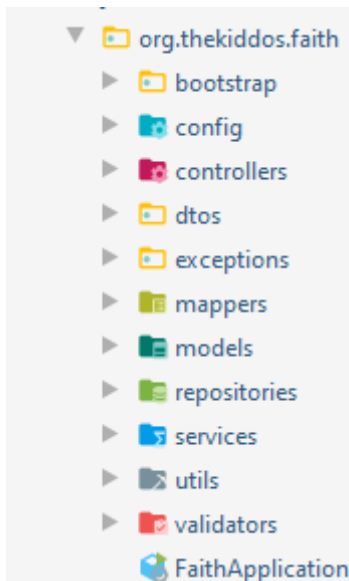 org.thekiddos.faith
bootstrap
config
controllers
dtos
exceptions
mappers
models
repositories
services
utils
validators
FaithApplication